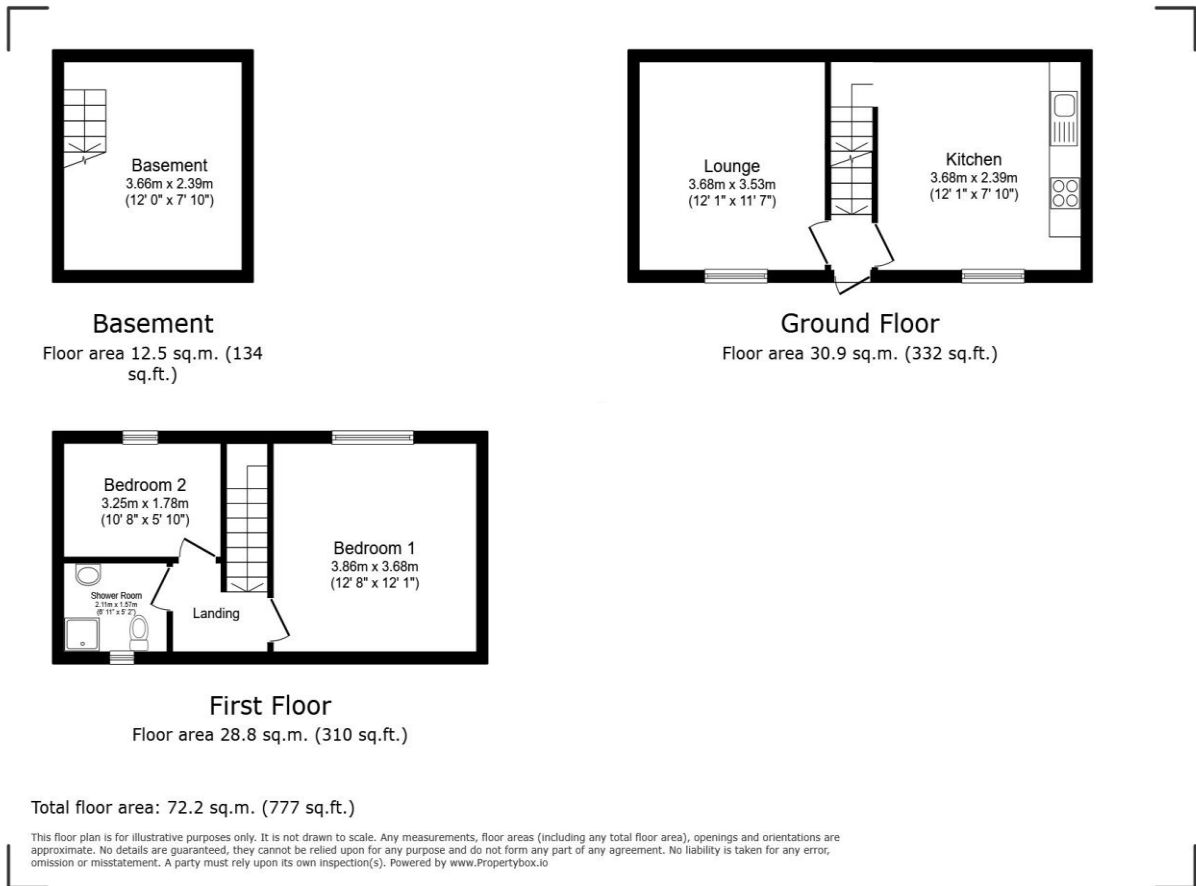 Basement
3.66m x 2.39m
(12' 0" x 7' 10")
Basement
Floor area 12.5 sq.m. (134
sq.ft.)
Lounge
3.68m x 3.53m
(12' 1" x 11' 7")
Kitchen
3.68m x 2.39m
(12' 1" x 7' 10")
Ground Floor
Floor area 30.9 sq.m. (332 sq.ft.)
Bedroom 2
3.25m x 1.78m
(10' 8" x 5' 10")
Bedroom 1
3.86m x 3.68m
(12' 8" x 12' 1")
Shower Room
2.11m x 1.57m
(6' 11" x 5' 2")
Landing
First Floor
Floor area 28.8 sq.m. (310 sq.ft.)
Total floor area: 72.2 sq.m. (777 sq.ft.)
This floor plan is for illustrative purposes only. It is not drawn to scale. Any measurements, floor areas (including any total floor area), openings and orientations are
approximate. No details are guaranteed, they cannot be relied upon for any purpose and do not form any part of any agreement. No liability is taken for any error,
omission or misstatement. A party must rely upon its own inspection(s). Powered by www.Propertybox.io